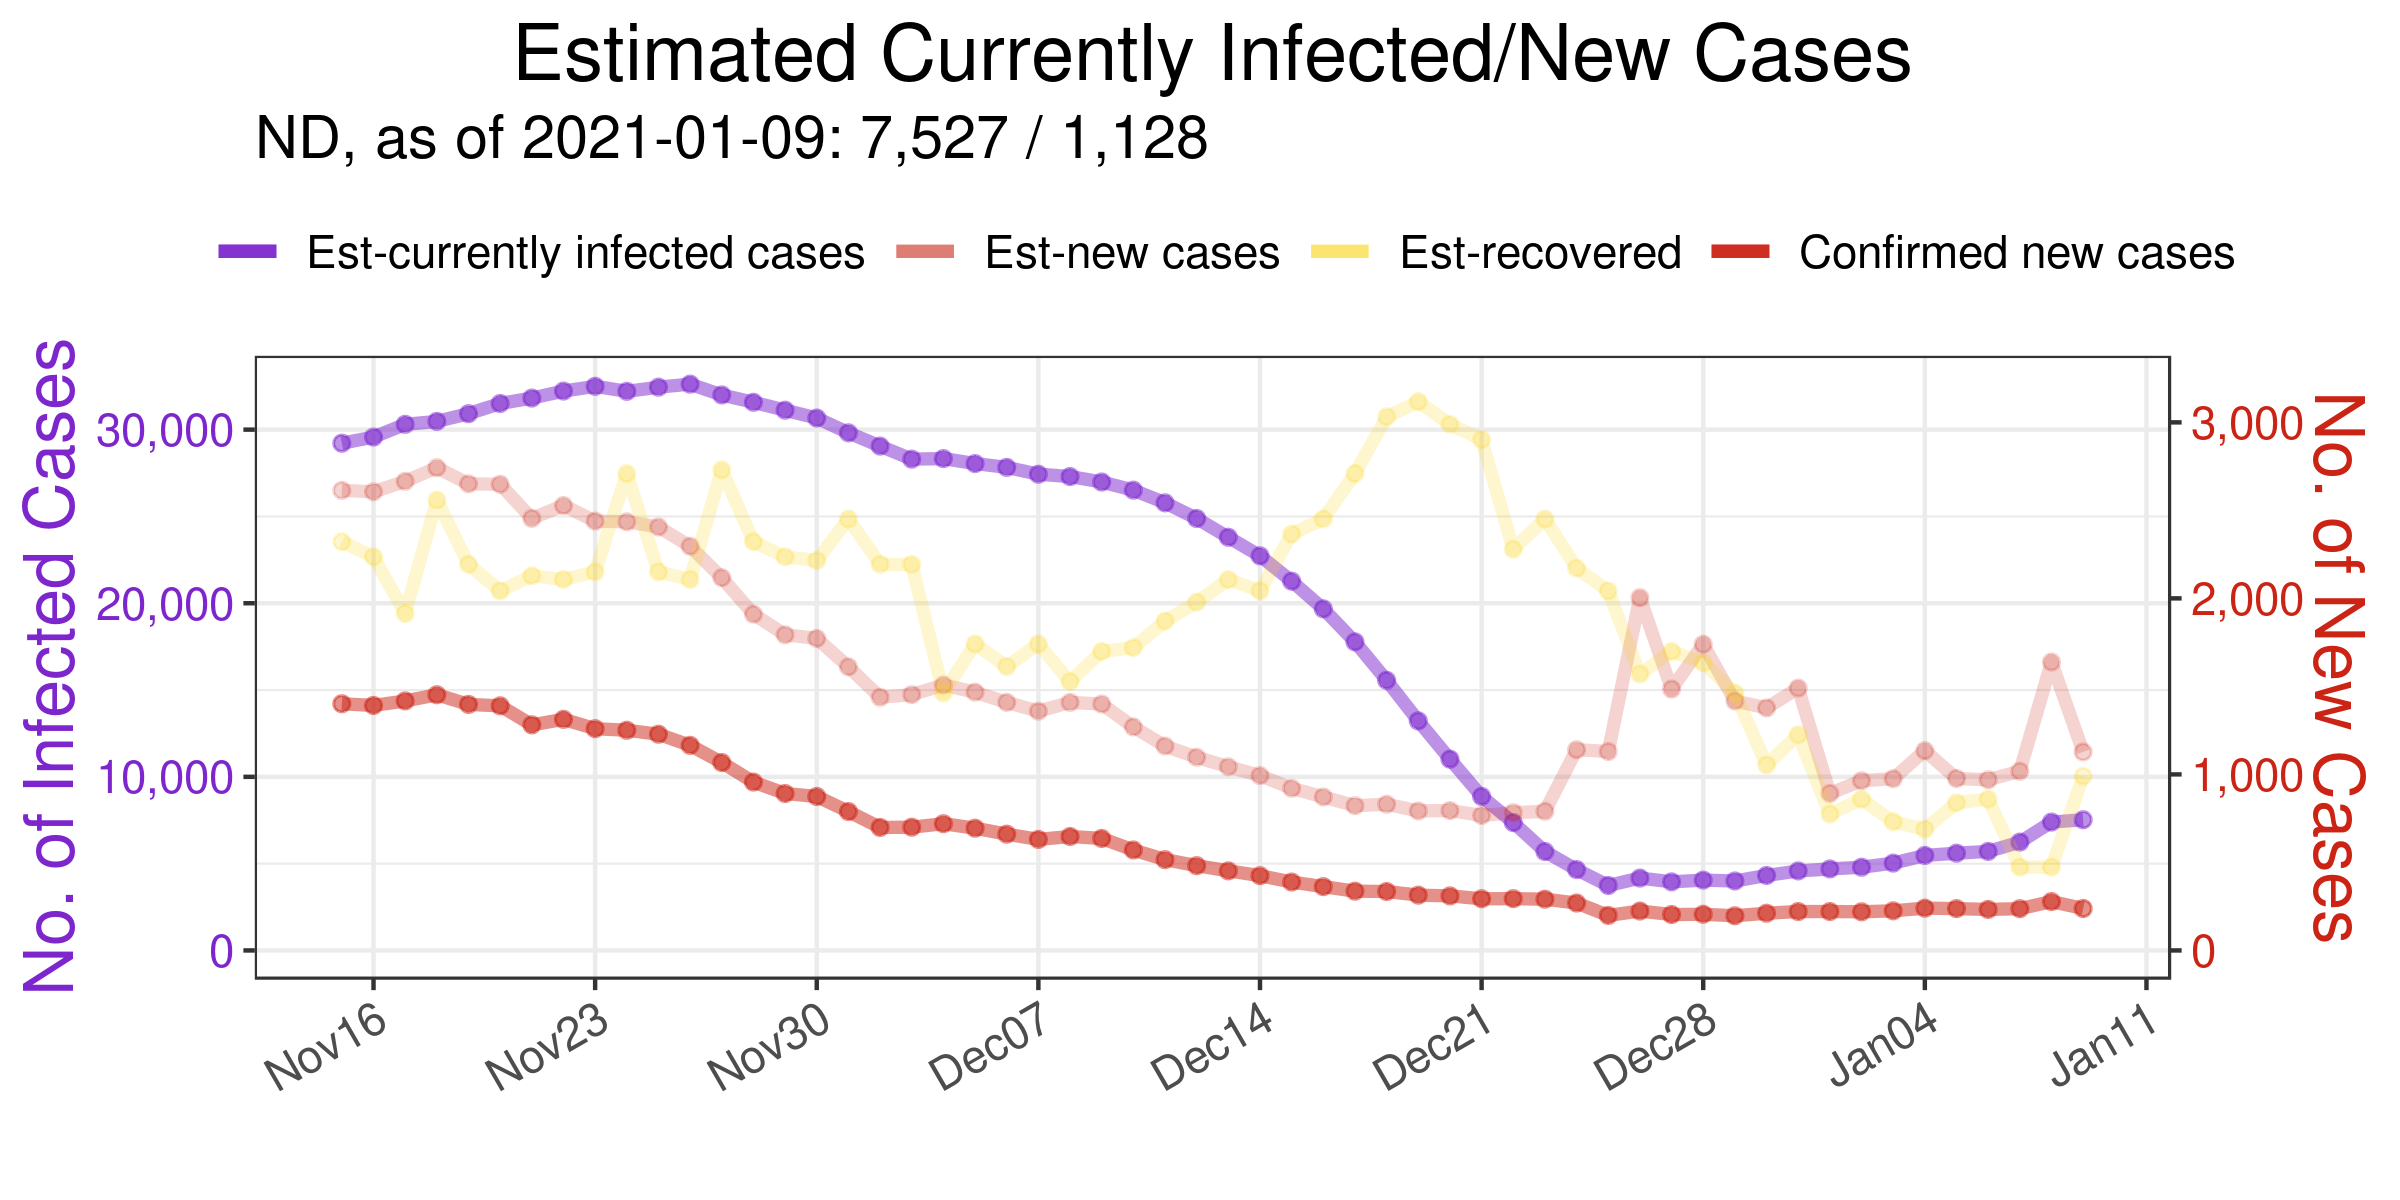 Estimated Currently Infected/New Cases
ND, as of 2021-01-09: 7,527 / 1,128
Est-currently infected cases Est-new cases Est-recovered Confirmed new cases
No. of Infected Cases
30,000
20,000
10,000
0
3,000
2,000
1,000
0
No. of New Cases
Nov16 Nov23 Nov30 Dec07 Dec14 Dec21 Dec28 Jan04 Jan11